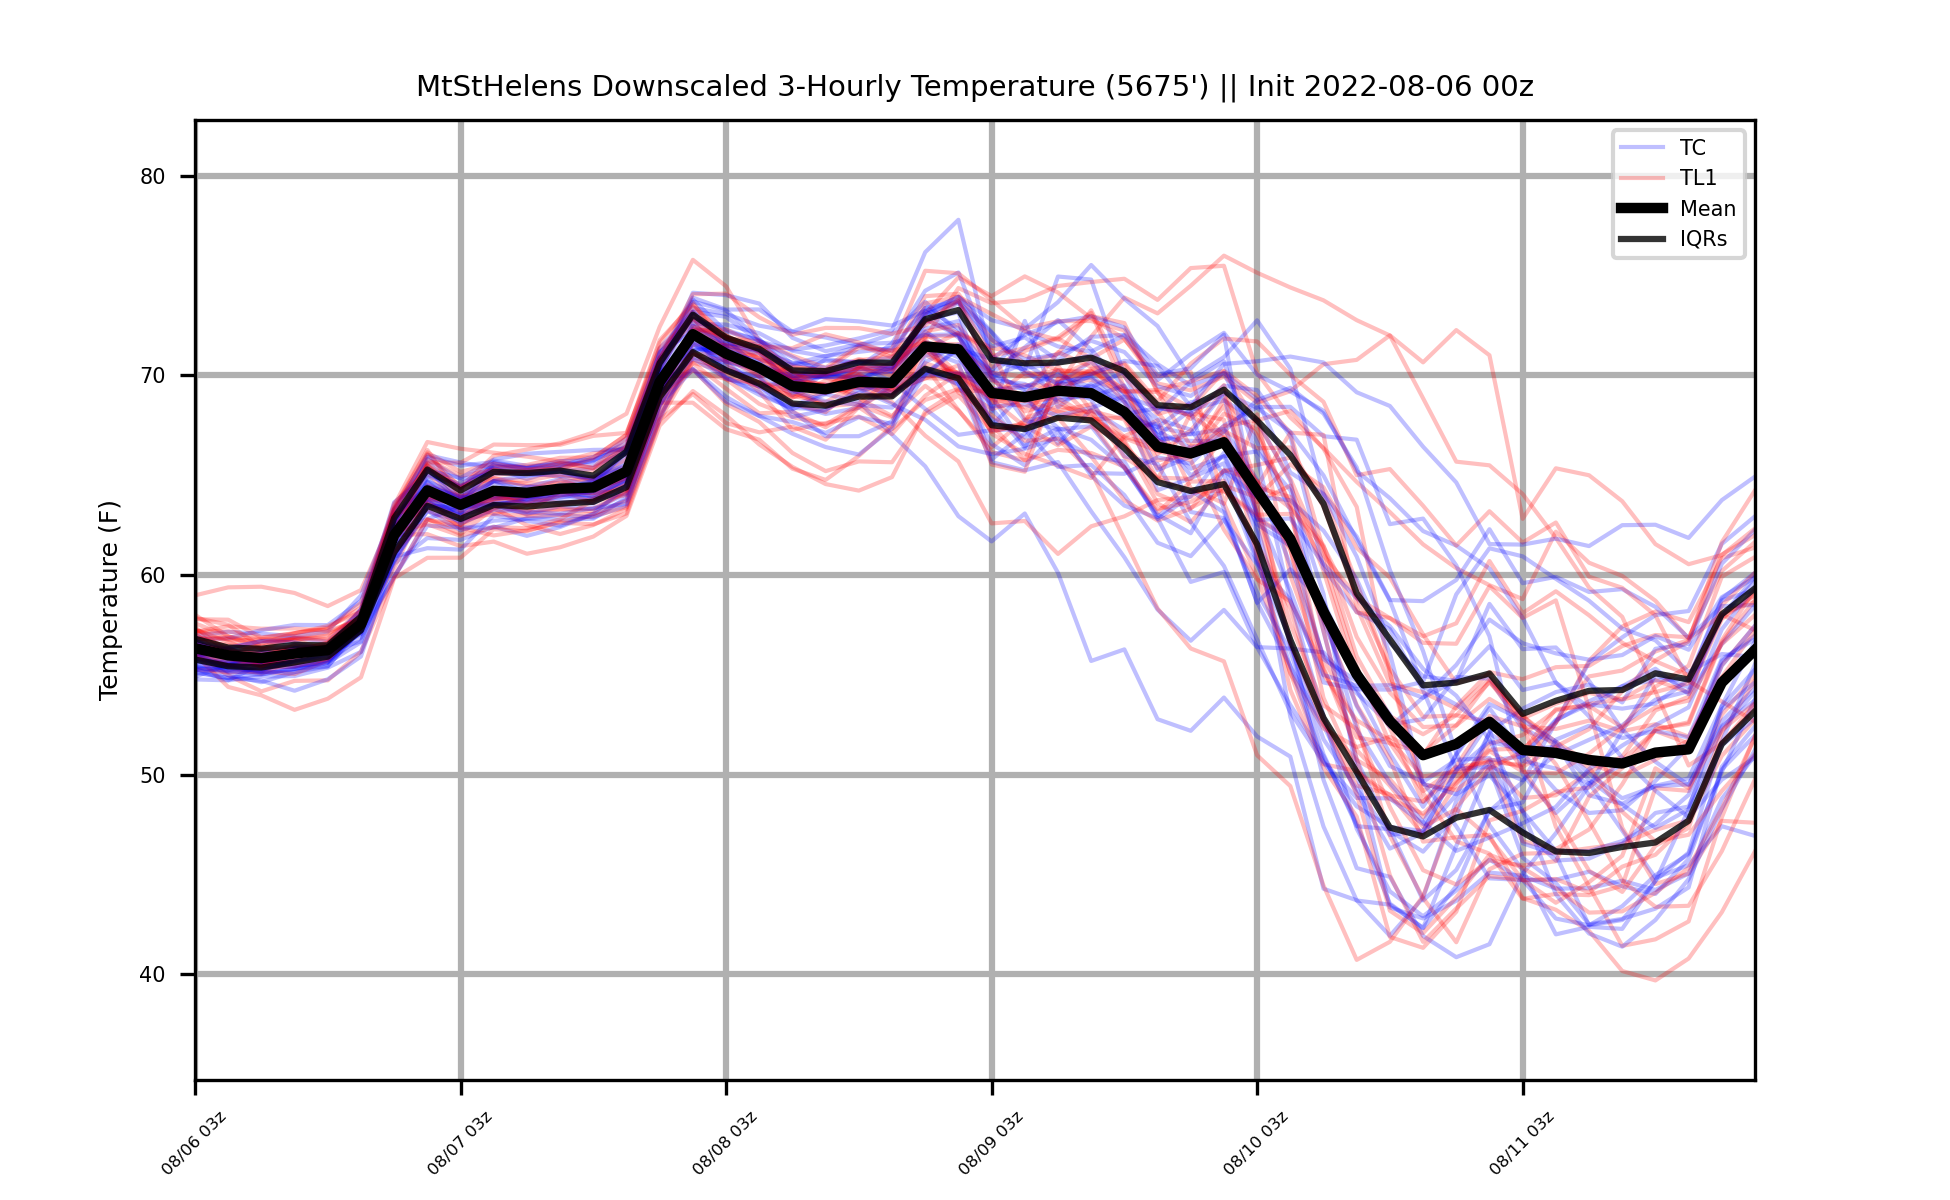 MtStHelens Downscaled 3-Hourly Temperature (5675') || Init 2022-08-06 00z
TC
TL1
Mean
IQRs
Temperature (F)
80
70
60
50
40
08/06 03z
08/07 03z
08/08 03z
08/09 03z
08/10 03z
08/11 03z